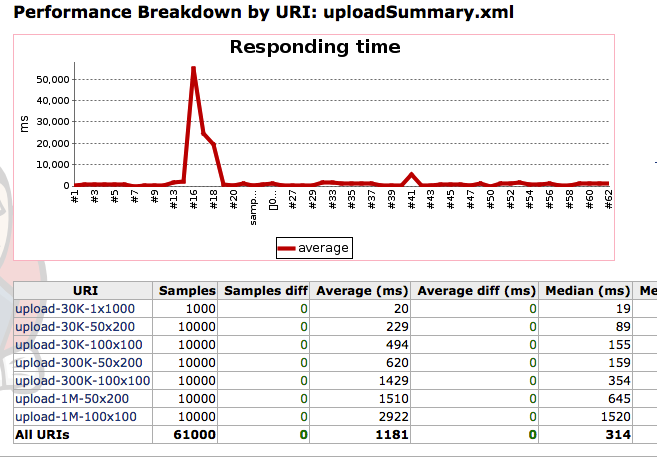 Performance Breakdown by URI: uploadSummary.xml
Responding time
50,000
40,000
30,000
20,000
10,000
0
ms
#1 #3 #5 #7 #9 #13 #16 #18 #20 samp... []0... #27 #29 #33 #35 #37 #39 #41 #43 #45 #47 #50 #52 #54 #56 #58 #60 #62
average
URI Samples Samples diff Average (ms) Average diff (ms) Median (ms) Me
upload-30K-1x1000 1000 0 20 0 19
upload-30K-50x200 10000 0 229 0 89
upload-30K-100x100 10000 0 494 0 155
upload-300K-50x200 10000 0 620 0 159
upload-300K-100x100 10000 0 1429 0 354
upload-1M-50x200 10000 0 1510 0 645
upload-1M-100x100 10000 0 2922 0 1520
All URIs 61000 0 1181 0 314